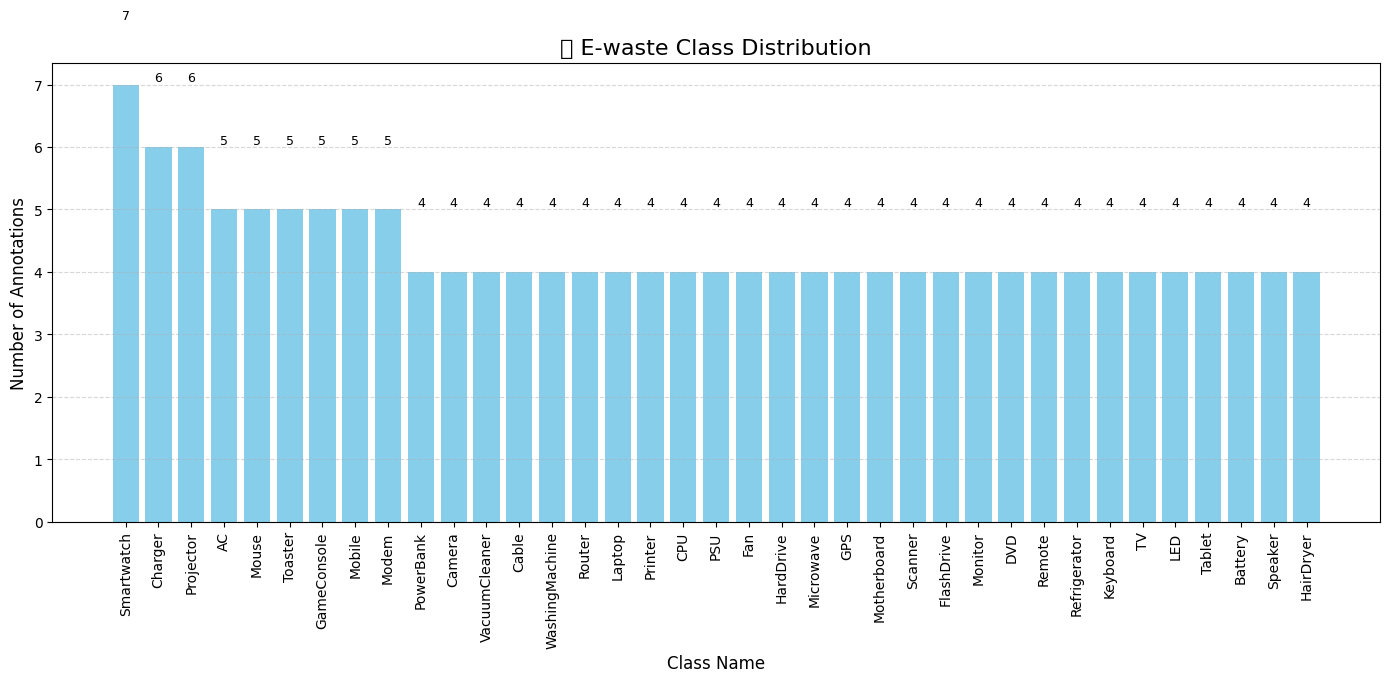 7
▯ E-waste Class Distribution
7
6
5
4
3
2
1
0
Number of Annotations
6 6
5 5 5 5 5 5
4 4 4 4 4 4 4 4 4 4 4 4 4 4 4 4 4 4 4 4 4 4 4 4 4 4 4 4
Smartwatch
Charger
Projector
AC
Mouse
Toaster
GameConsole
Mobile
Modem
PowerBank
Camera
VacuumCleaner
Cable
WashingMachine
Router
Laptop
Printer
CPU
PSU
Fan
HardDrive
Microwave
GPS
Motherboard
Scanner
FlashDrive
Monitor
DVD
Remote
Refrigerator
Keyboard
TV
LED
Tablet
Battery
Speaker
HairDryer
Class Name